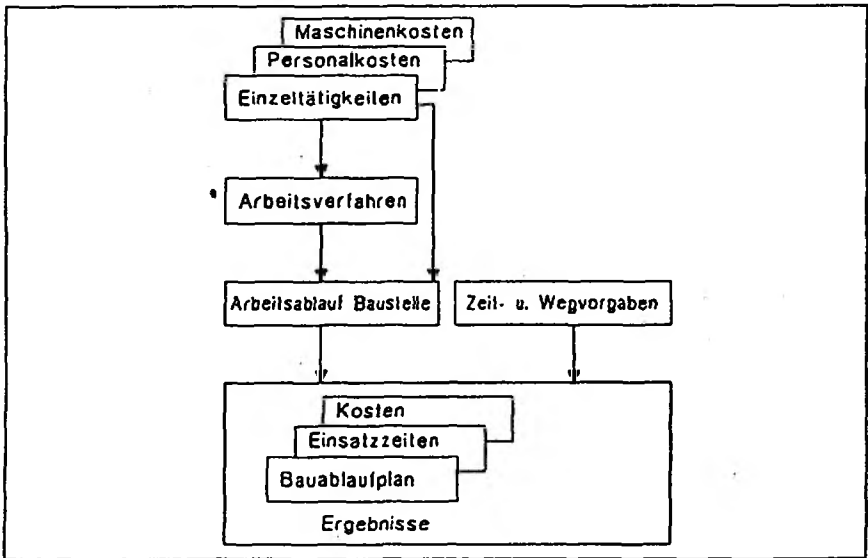 Maschinenkosten
Personalkosten
Einzeltätigkeiten
Arbeitsverfahren
Arbeitsablauf Baustelle
Zeit- u. Wegvorgaben
Kosten
Einsatzzeiten
Bauablaufplan
Ergebnisse